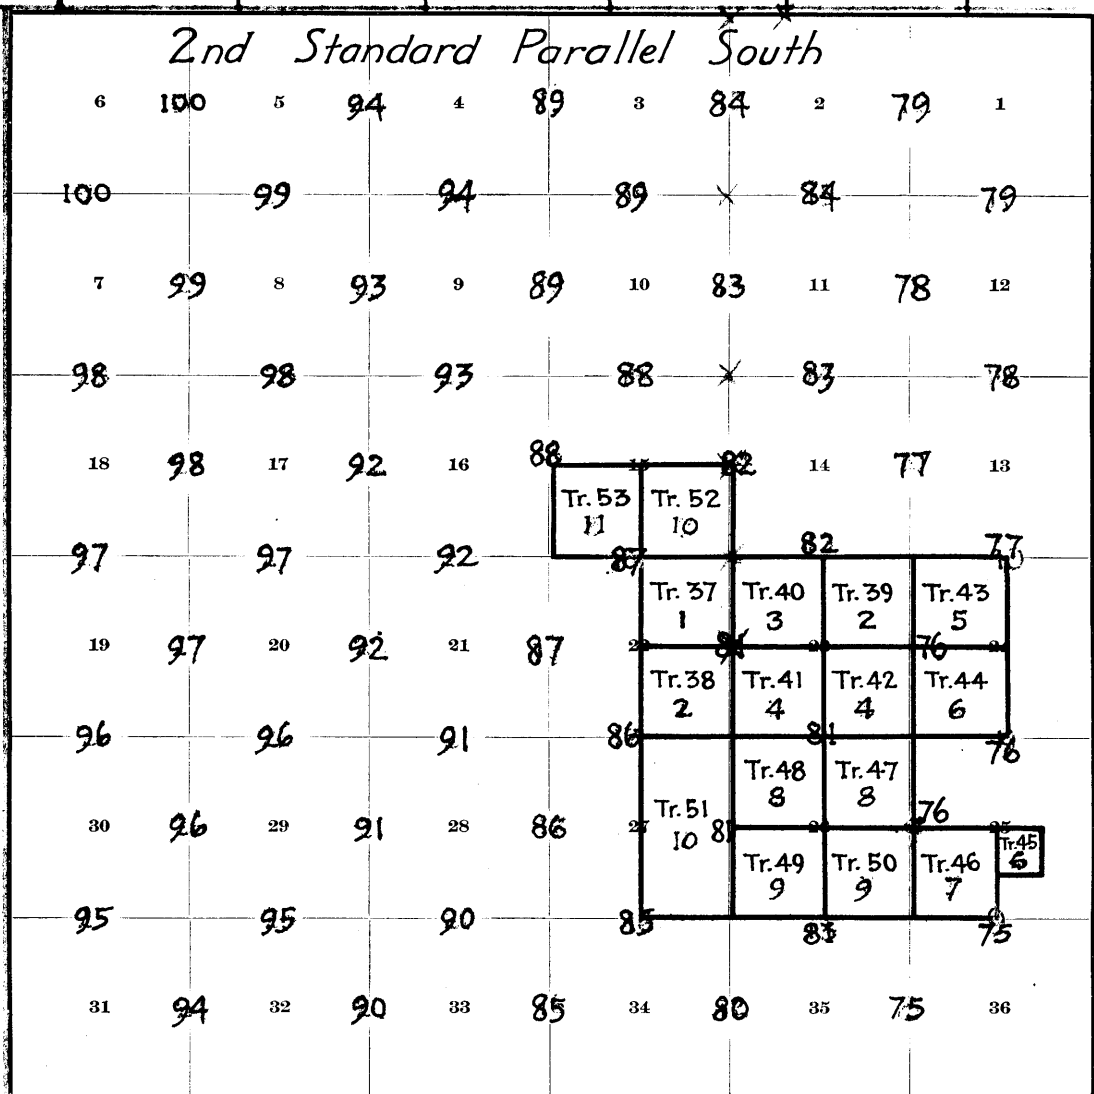 2nd Standard Parallel South
6 100 5 94 4 89 3 84 2 79 1
100 99 94 89 84 79
7 99 8 93 9 89 10 83 11 78 12
98 98 93 88 83 78
18 98 17 92 16 88 15 82 14 77 13
Tr. 53 Tr. 52
11 10
97 97 92 87 82 77
Tr. 37 Tr.40 Tr. 39 Tr. 43
1 3 2 5
19 97 20 92 21 87 76
Tr.38 Tr.41 Tr.42 Tr.44
2 4 4 6
96 96 91 86 81 76
Tr.48 Tr.47
8 8
Tr.51 76
30 96 29 91 28 86 27 10 81 25
Tr.45
6
Tr.49 Tr. 50 Tr.46
9 9 7
95 95 90 85 75
31 94 32 90 33 85 34 80 35 75 36